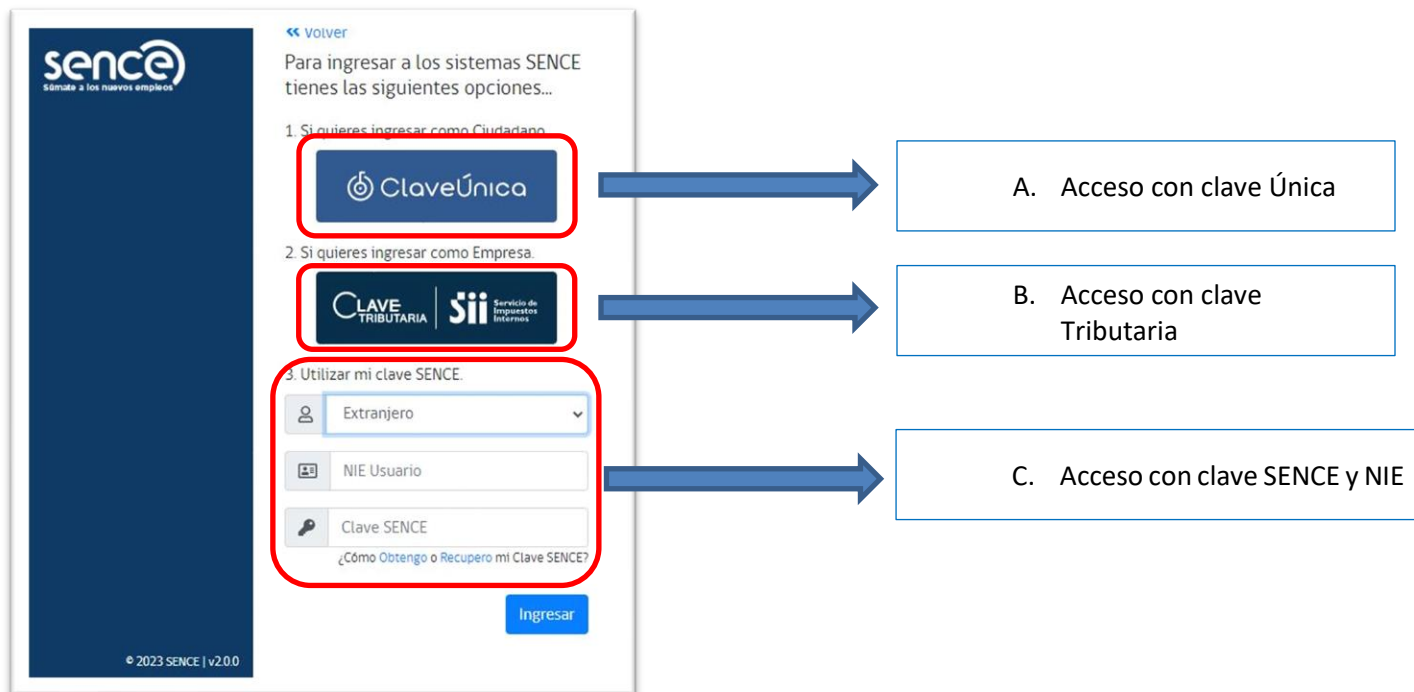 sence
Súmate a los nuevos empleos
Volver
Para ingresar a los sistemas SENCE
tienes las siguientes opciones...
1. Si quieres ingresar como Ciudadano
ClaveÚnica
A. Acceso con clave Única
2. Si quieres ingresar como Empresa.
CLAVE
TRIBUTARIA
Sii
Servicio de
Impuestos
Internos
B. Acceso con clave
Tributaria
3. Utilizar mi clave SENCE.
Extranjero
NIE Usuario
C. Acceso con clave SENCE y NIE
Clave SENCE
¿Cómo Obtengo o Recupero mi Clave SENCE?
Ingresar
© 2023 SENCE | v2.0.0